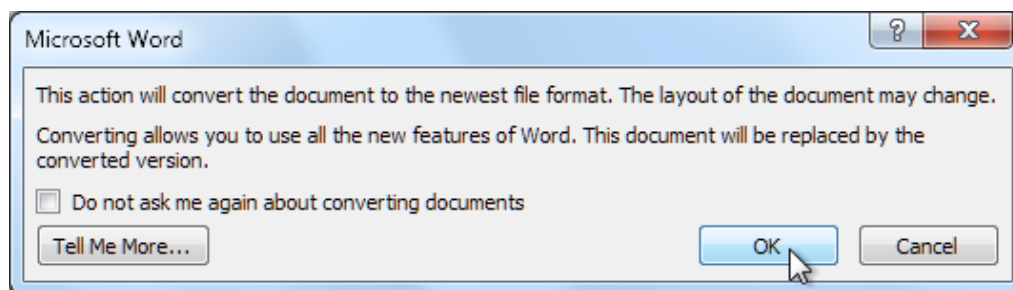 Microsoft Word
?
X
This action will convert the document to the newest file format. The layout of the document may change.
Converting allows you to use all the new features of Word. This document will be replaced by the
converted version.
Do not ask me again about converting documents
Tell Me More...
OK
Cancel